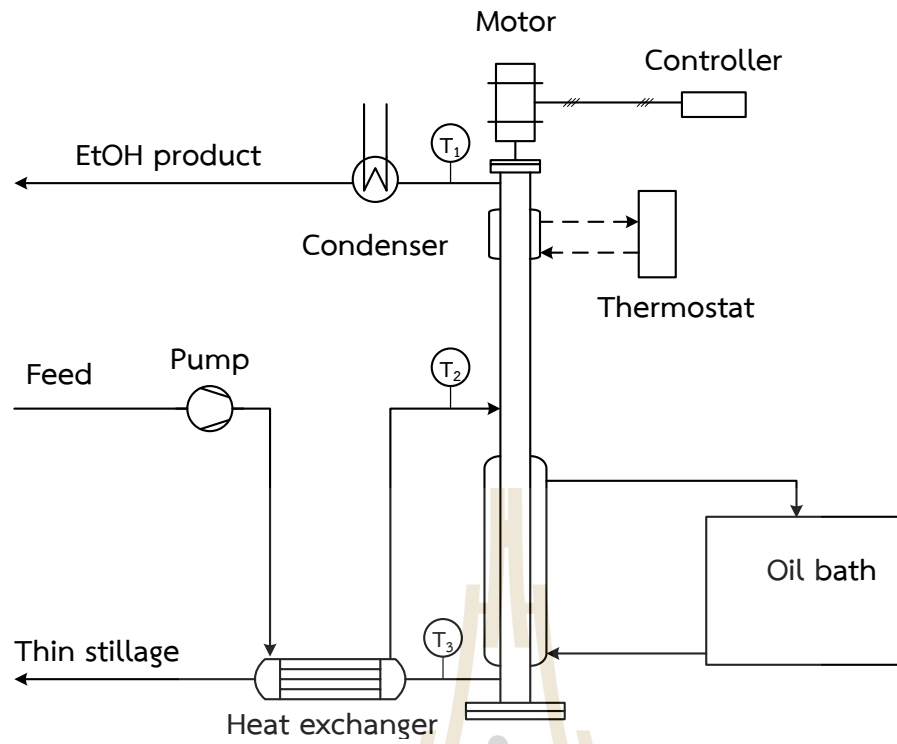 Motor
Controller
EtOH product
T1
Condenser
Thermostat
Feed
Pump
T2
Oil bath
Thin stillage
T3
Heat exchanger